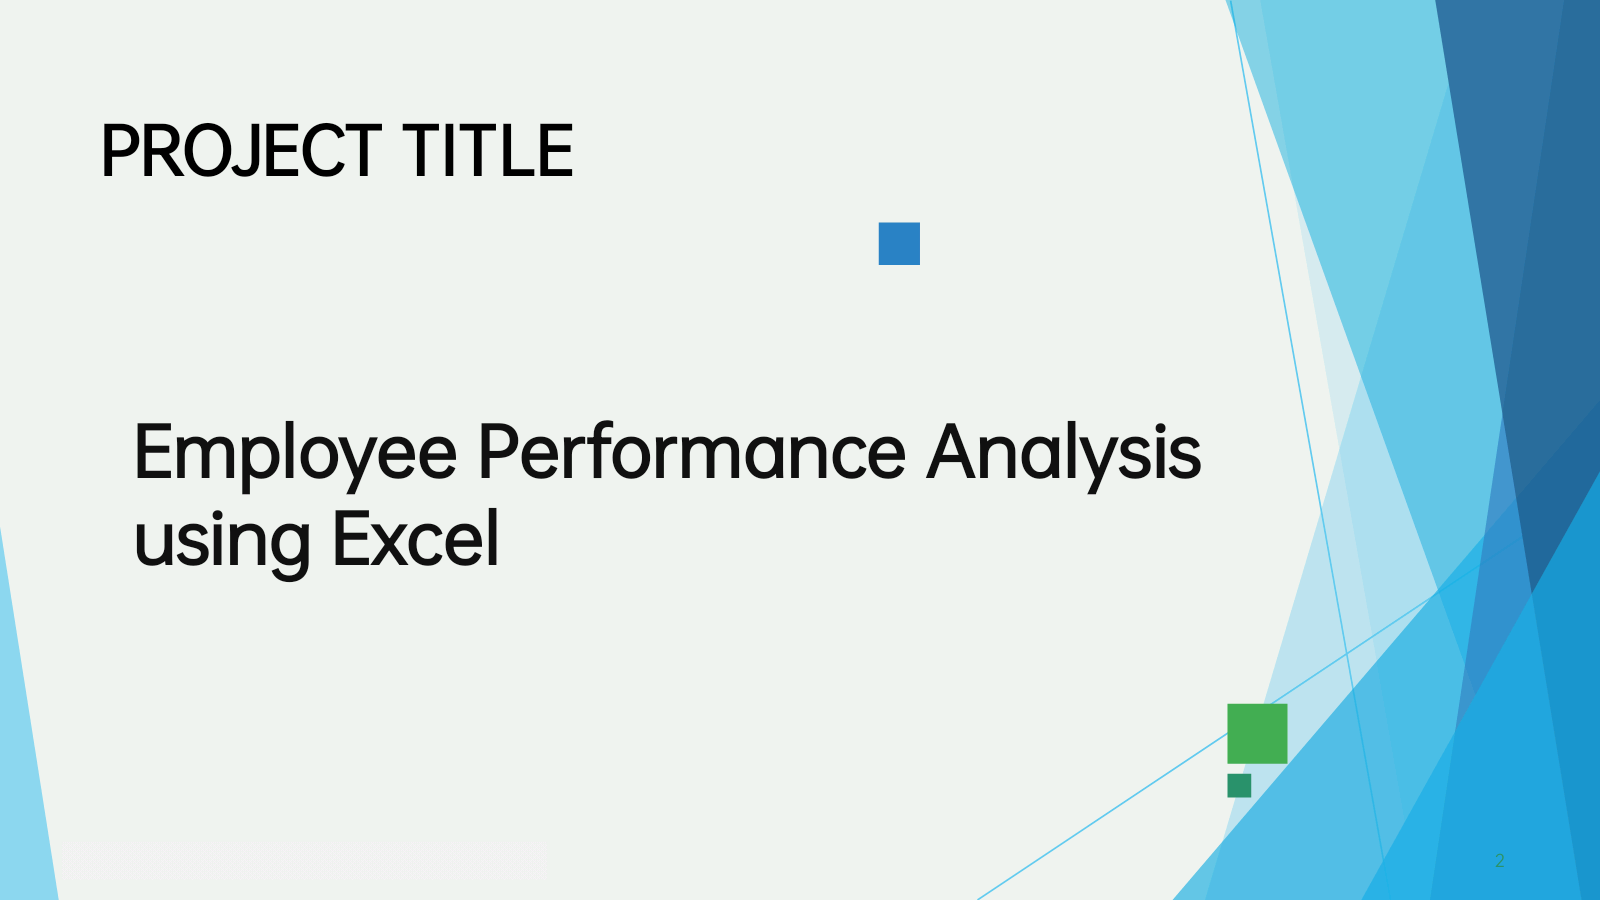 PROJECT TITLE
Employee Performance Analysis
using Excel
2